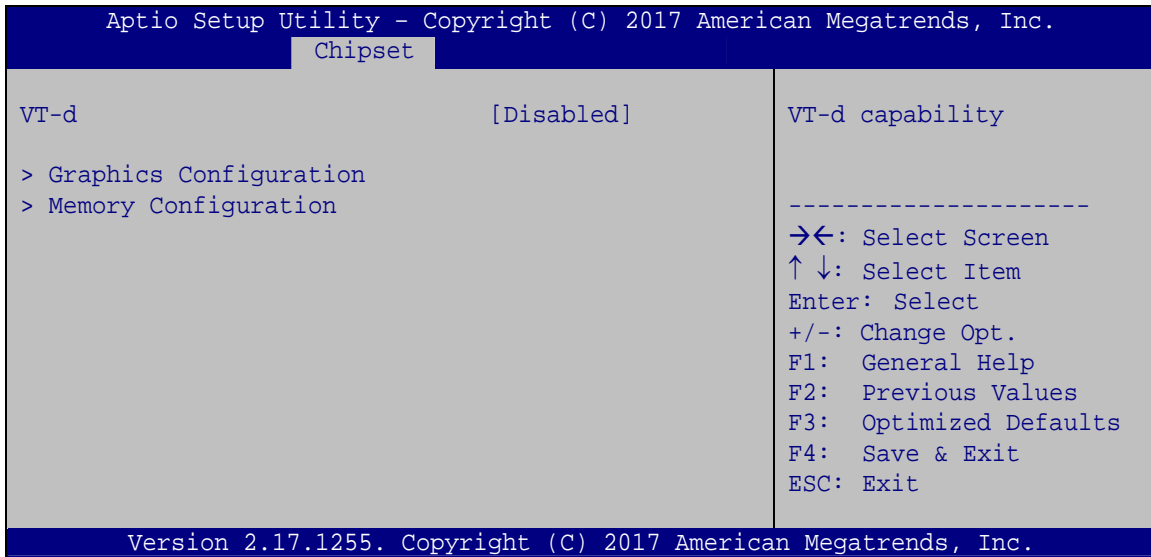 Aptio Setup Utility – Copyright (C) 2017 American Megatrends, Inc.
Chipset
VT-d [Disabled]
> Graphics Configuration
> Memory Configuration
VT-d capability
---------------------
→←: Select Screen
↑ ↓: Select Item
Enter: Select
+/-: Change Opt.
F1: General Help
F2: Previous Values
F3: Optimized Defaults
F4: Save & Exit
ESC: Exit
Version 2.17.1255. Copyright (C) 2017 American Megatrends, Inc.